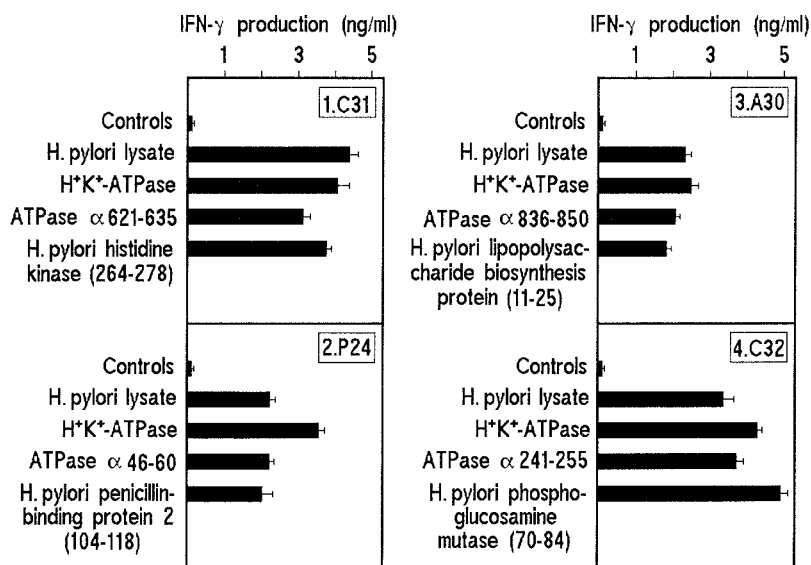 IFN-γ production (ng/ml)
1 3 5
1.C31
Controls
H. pylori lysate
H⁺K⁺-ATPase
ATPase α 621-635
H. pylori histidine
kinase (264-278)
2.P24
Controls
H. pylori lysate
H⁺K⁺-ATPase
ATPase α 46-60
H. pylori penicillin-
binding protein 2
(104-118)
IFN-γ production (ng/ml)
1 3 5
3.A30
Controls
H. pylori lysate
H⁺K⁺-ATPase
ATPase α 836-850
H. pylori lipopolysac-
charide biosynthesis
protein (11-25)
4.C32
Controls
H. pylori lysate
H⁺K⁺-ATPase
ATPase α 241-255
H. pylori phospho-
glucosamine
mutase (70-84)